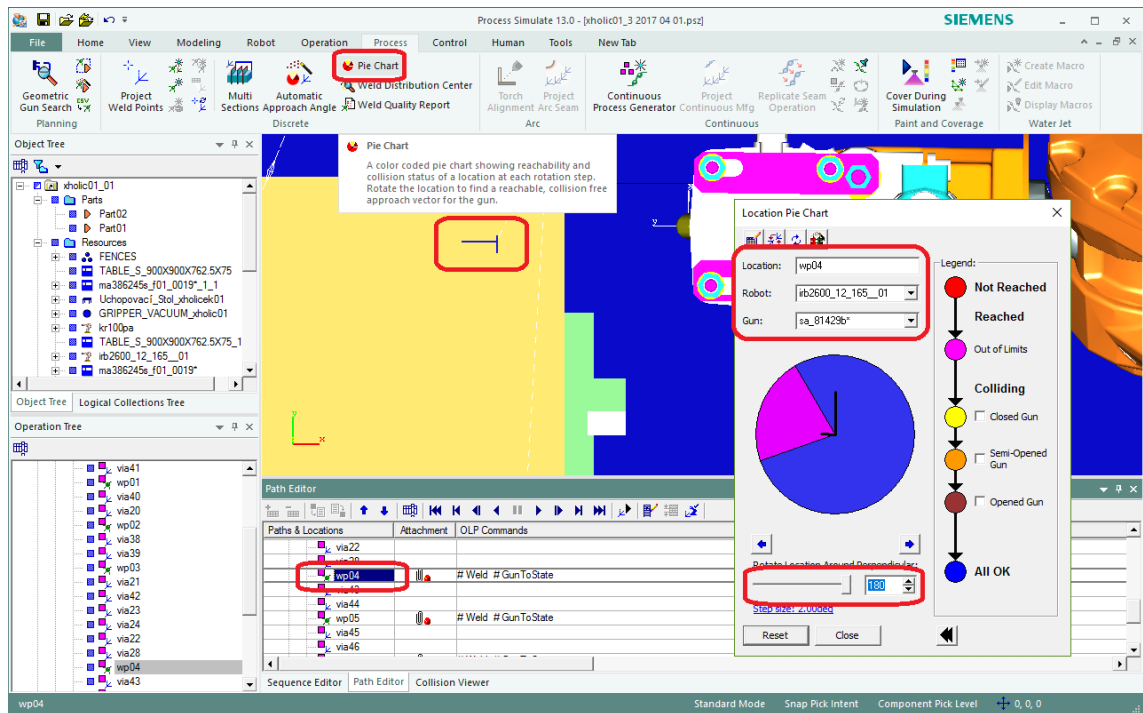 Process Simulate 13.0 - [xholic01_3 2017 04 01.psz]
SIEMENS
File Home View Modeling Robot Operation Process Control Human Tools New Tab
Geometric Gun Search
CSV
Project Weld Points
Planning
Multi Sections
Automatic Approach Angle
Pie Chart
Weld Distribution Center
Weld Quality Report
Discrete
Torch Alignment
Project Arc Seam
Arc
Continuous Process Generator
Project Continuous Mfg
Replicate Seam Operation
Continuous
Cover During Simulation
Paint and Coverage
Create Macro
Edit Macro
Display Macros
Water Jet
Pie Chart
A color coded pie chart showing reachability and
collision status of a location at each rotation step.
Rotate the location to find a reachable, collision free
approach vector for the gun.
Object Tree
xholic01_01
Parts
Part02
Part01
Resources
FENCES
TABLE_S_900X900X762.5X75
ma386245s_f01_0019*_1_1
Uchopovací_Stol_xholicek01
GRIPPER_VACUUM_xholic01
kr100pa
TABLE_S_900X900X762.5X75_1
irb2600_12_165__01
ma386245s_f01_0019*
Object Tree Logical Collections Tree
Operation Tree
via41
wp01
via40
via20
wp02
via38
via39
wp03
via21
via42
via23
via24
via22
via28
wp04
via43
y
x
y
Location Pie Chart
Location: wp04
Robot: irb2600_12_165__01
Gun: sa_81429b*
Rotate Location Around Perpendicular:
180
Step size: 2.00deg
Reset Close
Legend:
Not Reached
Reached
Out of Limits
Colliding
Closed Gun
Semi-Opened
Gun
Opened Gun
All OK
Path Editor
Paths & Locations Attachment OLP Commands
via22
wp04 # Weld # GunToState
via44
wp05 # Weld # GunToState
via45
via46
Sequence Editor Path Editor Collision Viewer
wp04
Standard Mode Snap Pick Intent Component Pick Level 0, 0, 0